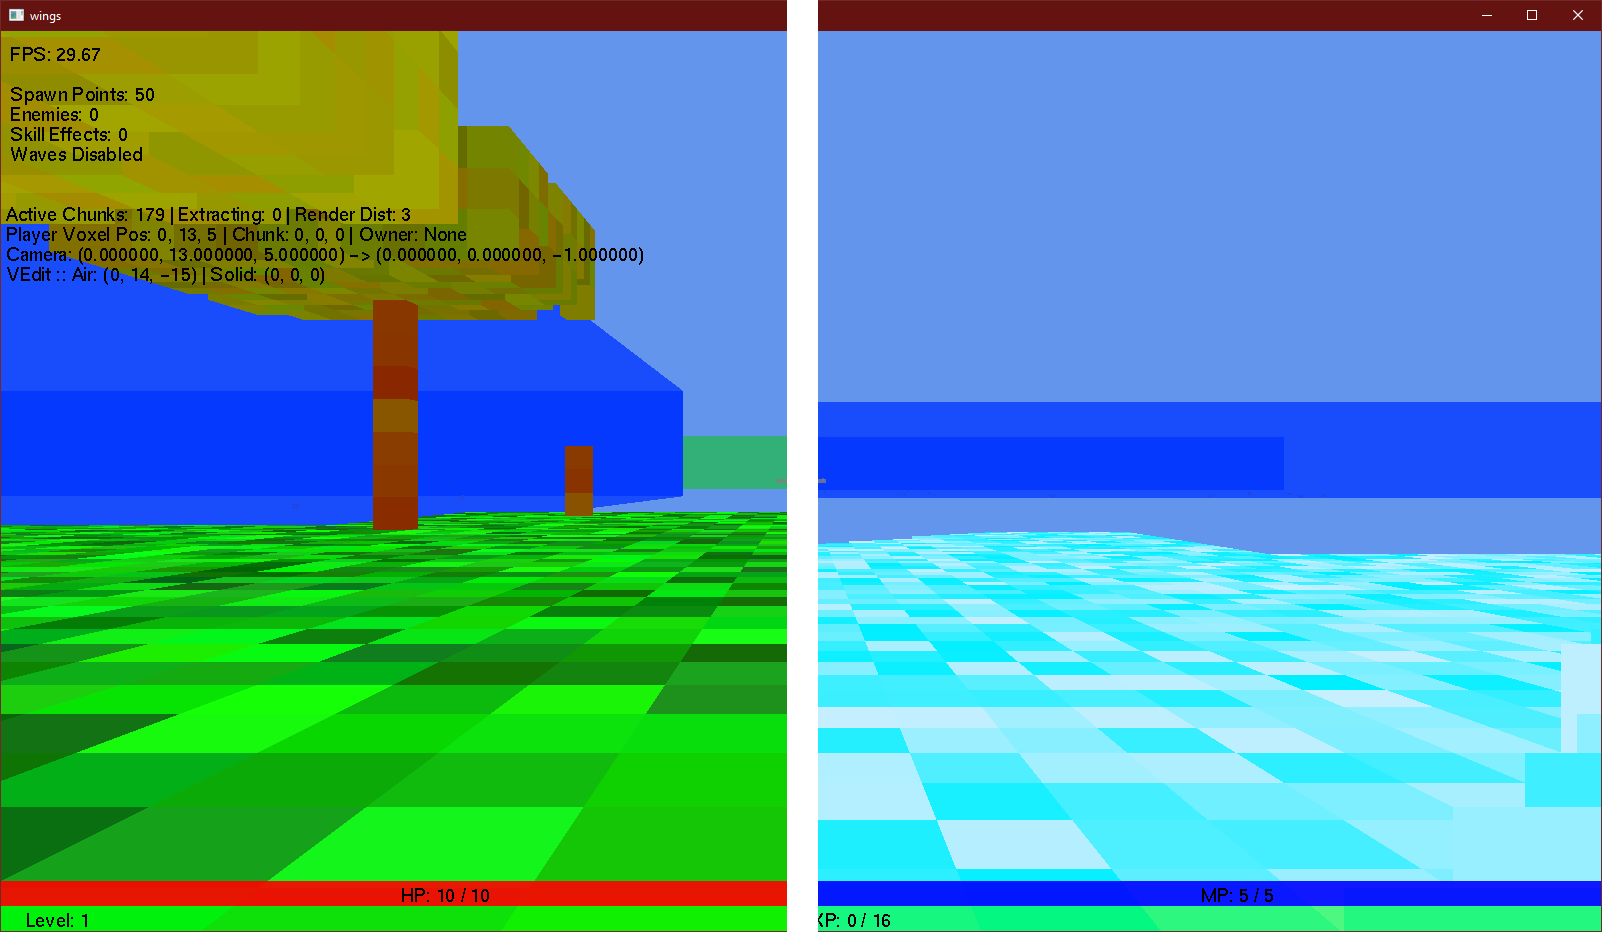 wings
FPS: 29.67
Spawn Points: 50
Enemies: 0
Skill Effects: 0
Waves Disabled
Active Chunks: 179 | Extracting: 0 | Render Dist: 3
Player Voxel Pos: 0, 13, 5 | Chunk: 0, 0, 0 | Owner: None
Camera: (0.000000, 13.000000, 5.000000) -> (0.000000, 0.000000, -1.000000)
VEdit :: Air: (0, 14, -15) | Solid: (0, 0, 0)
HP: 10 / 10
MP: 5 / 5
Level: 1
XP: 0 / 16